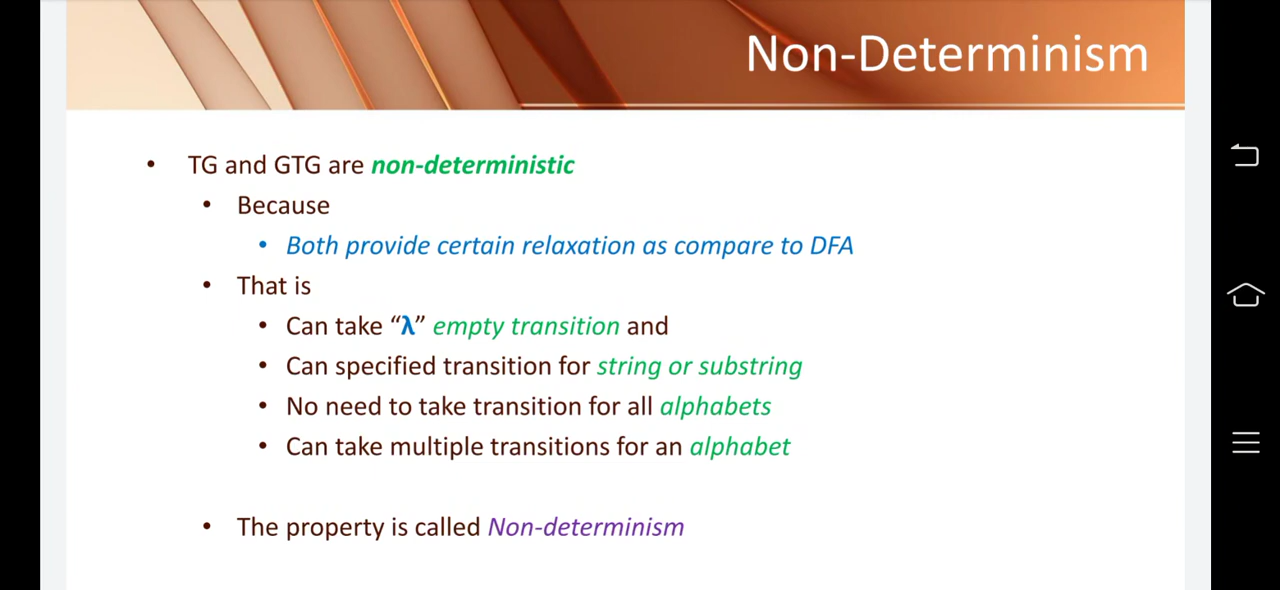 Non-Determinism
• TG and GTG are non-deterministic
• Because
• Both provide certain relaxation as compare to DFA
• That is
• Can take “λ” empty transition and
• Can specified transition for string or substring
• No need to take transition for all alphabets
• Can take multiple transitions for an alphabet
• The property is called Non-determinism